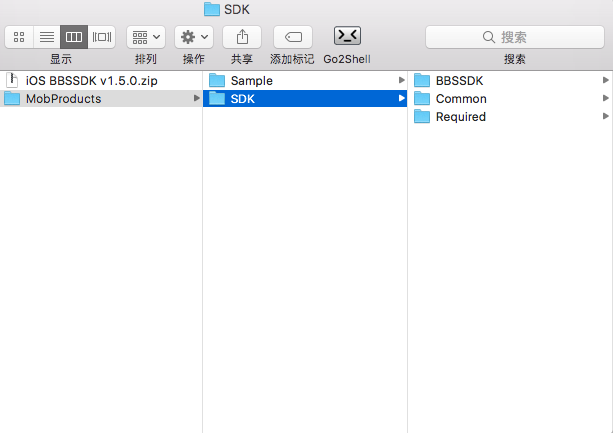 SDK
显示 排列 操作 共享 添加标记 Go2Shell 搜索
搜索
iOS BBSSDK v1.5.0.zip Sample BBSSDK
MobProducts SDK Common
Required